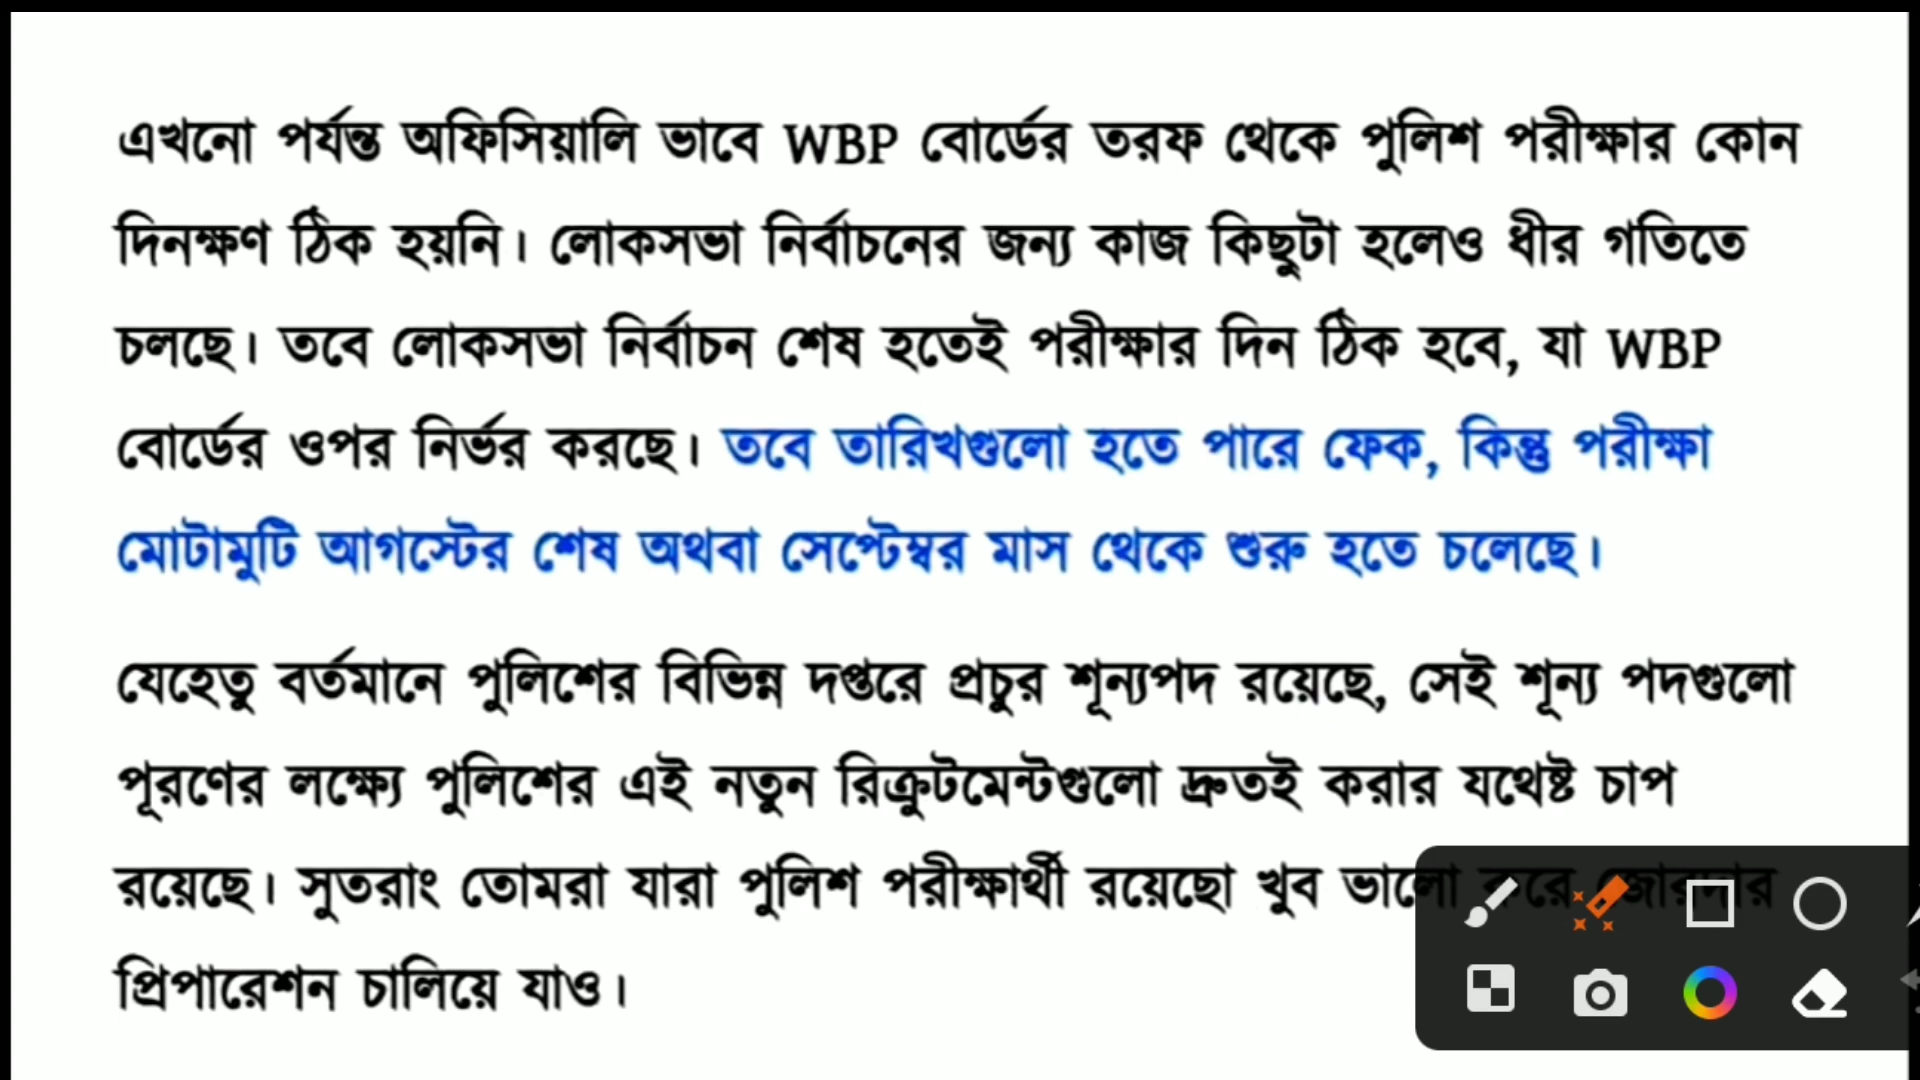 এখনো পর্যন্ত অফিসিয়ালি ভাবে WBP বোর্ডের তরফ থেকে পুলিশ পরীক্ষার কোন
দিনক্ষণ ঠিক হয়নি। লোকসভা নির্বাচনের জন্য কাজ কিছুটা হলেও ধীর গতিতে
চলছে। তবে লোকসভা নির্বাচন শেষ হতেই পরীক্ষার দিন ঠিক হবে, যা WBP
বোর্ডের ওপর নির্ভর করছে। তবে তারিখগুলো হতে পারে ফেক, কিন্তু পরীক্ষা
মোটামুটি আগস্টের শেষ অথবা সেপ্টেম্বর মাস থেকে শুরু হতে চলেছে।
যেহেতু বর্তমানে পুলিশের বিভিন্ন দপ্তরে প্রচুর শূন্যপদ রয়েছে, সেই শূন্য পদগুলো
পূরণের লক্ষ্যে পুলিশের এই নতুন রিক্রুটমেন্টগুলো দ্রুতই করার যথেষ্ট চাপ
রয়েছে। সুতরাং তোমরা যারা পুলিশ পরীক্ষার্থী রয়েছো খুব ভালো করে
প্রিপারেশন চালিয়ে যাও।